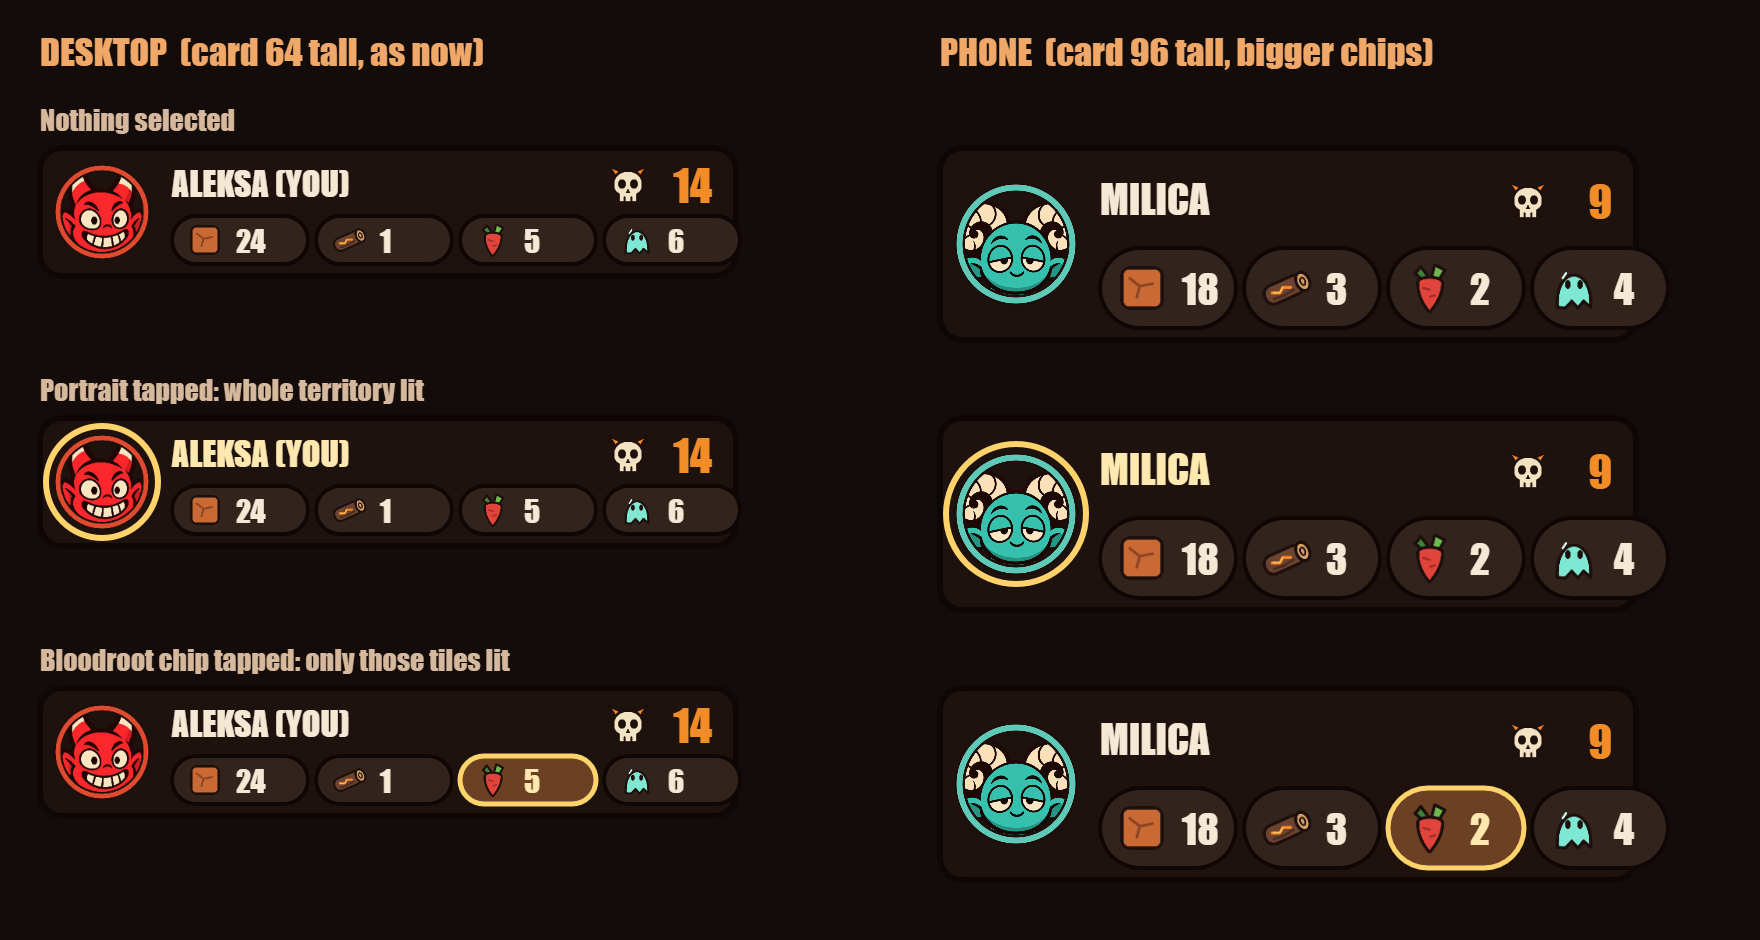 DESKTOP (card 64 tall, as now)
Nothing selected
ALEKSA (YOU) 14
24 1 5 6
Portrait tapped: whole territory lit
ALEKSA (YOU) 14
24 1 5 6
Bloodroot chip tapped: only those tiles lit
ALEKSA (YOU) 14
24 1 5 6
PHONE (card 96 tall, bigger chips)
MILICA 9
18 3 2 4
MILICA 9
18 3 2 4
MILICA 9
18 3 2 4